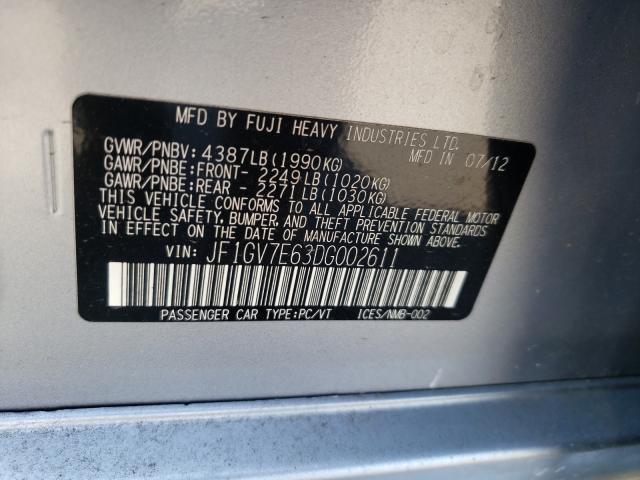 MFD BY FUJI HEAVY INDUSTRIES LTD.
GVWR/PNBV: 4387LB(1990KG) MFD IN 07/12
GAWR/PNBE:FRONT- 2249LB(1020KG)
GAWR/PNBE:REAR - 2271LB(1030KG)
THIS VEHICLE CONFORMS TO ALL APPLICABLE FEDERAL MOTOR
VEHICLE SAFETY, BUMPER, AND THEFT PREVENTION STANDARDS
IN EFFECT ON THE DATE OF MANUFACTURE SHOWN ABOVE.
VIN: JF1GV7E63DG002611
PASSENGER CAR TYPE:PC/VT ICES/NMB-002